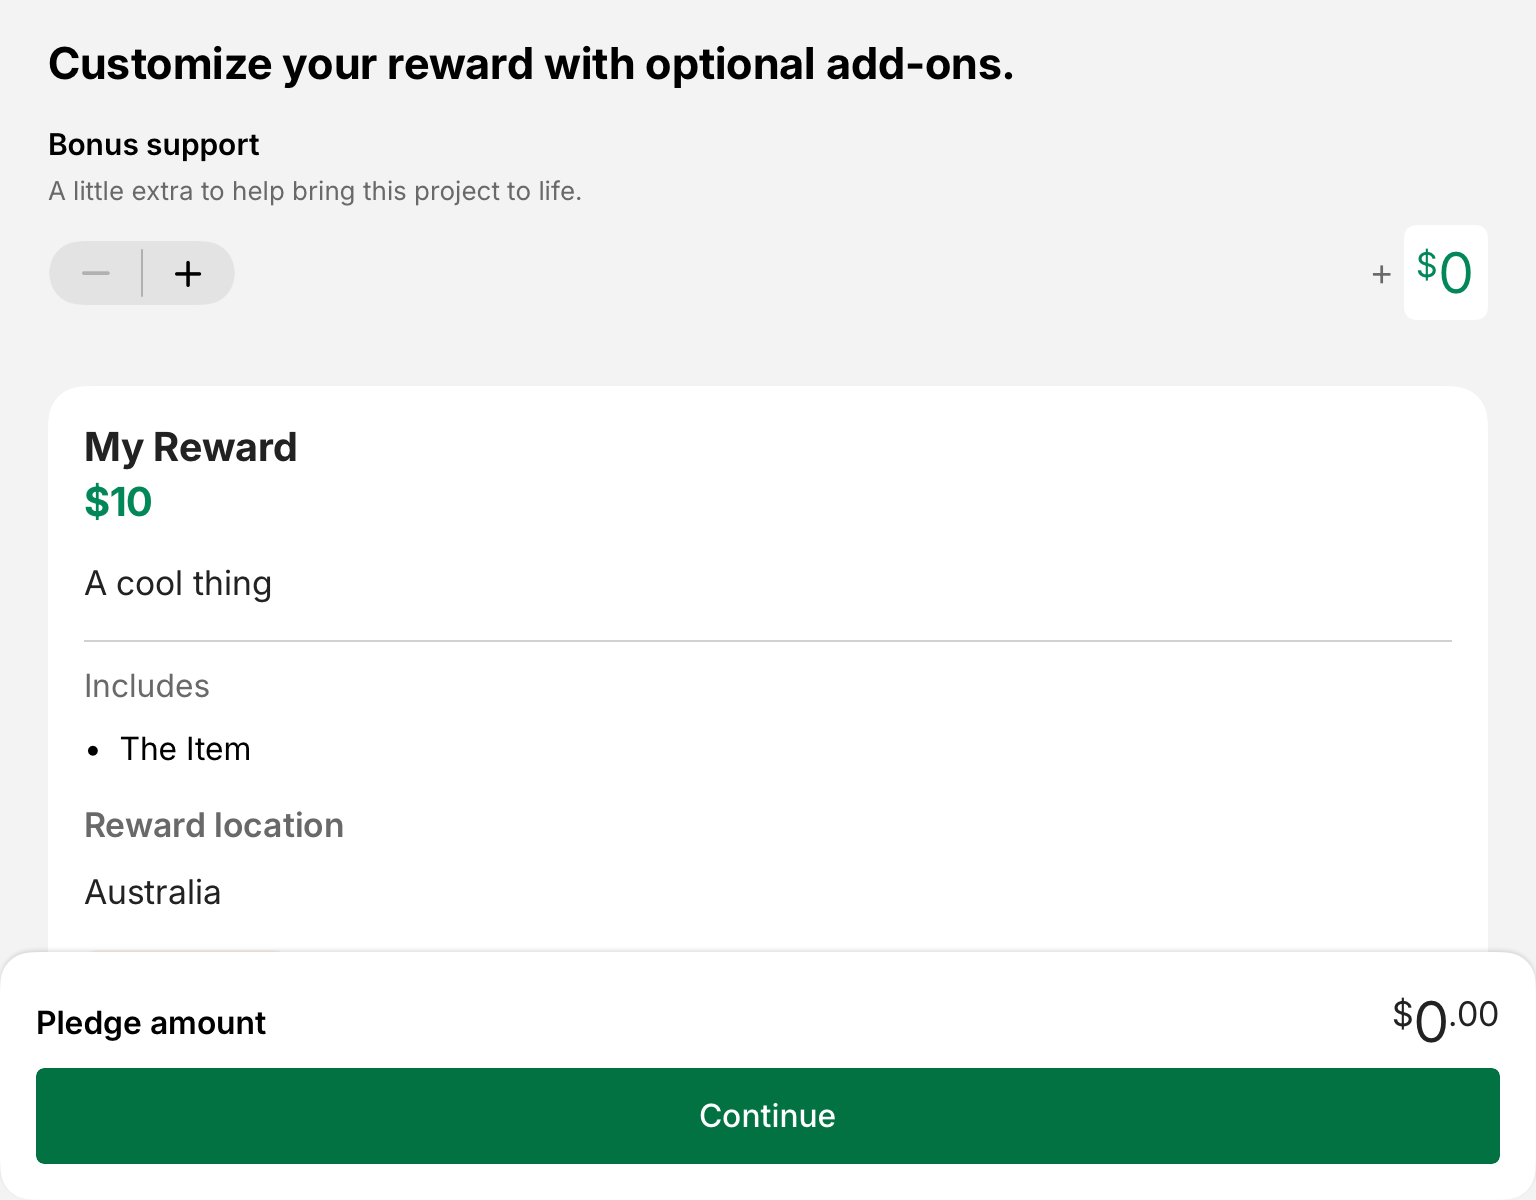 Customize your reward with optional add-ons.
Bonus support
A little extra to help bring this project to life.
− + + $0
My Reward
$10
A cool thing
Includes
• The Item
Reward location
Australia
Pledge amount $0.00
Continue